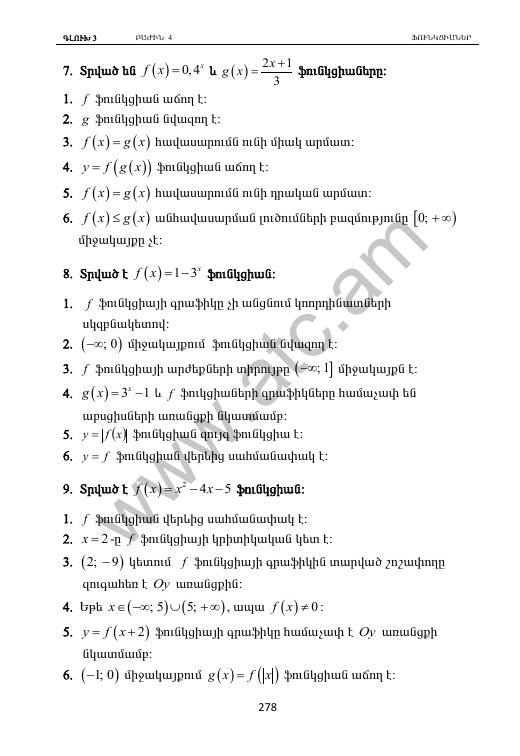 ԳԼՈՒԽ 3 ԲԱԺԻՆ 4 ՖՈՒՆԿՑԻԱՆԵՐ
7. Տրված են f(x)=0,4^x և g(x)=(2x+1)/3 ֆունկցիաները:
1. f ֆունկցիան աճող է:
2. g ֆունկցիան նվազող է:
3. f(x)=g(x) հավասարումն ունի միակ արմատ:
4. y=f(g(x)) ֆունկցիան աճող է:
5. f(x)=g(x) հավասարումն ունի դրական արմատ:
6. f(x)≤g(x) անհավասարման լուծումների բազմությունը [0; +∞)
միջակայքը չէ:
8. Տրված է f(x)=1−3^x ֆունկցիան:
1. f ֆունկցիայի գրաֆիկը չի անցնում կոորդինատների
սկզբնակետով:
2. (−∞; 0) միջակայքում ֆունկցիան նվազող է:
3. f ֆունկցիայի արժեքների տիրույթը (−∞; 1] միջակայքն է:
4. g(x)=3^x−1 և f ֆուկցիաների գրաֆիկները համաչափ են
աբսցիսների առանցքի նկատմամբ:
5. y=|f(x)| ֆունկցիան զույգ ֆունկցիա է:
6. y=f ֆունկցիան վերևից սահմանափակ է:
9. Տրված է f(x)=x²−4x−5 ֆունկցիան:
1. f ֆունկցիան վերևից սահմանափակ է:
2. x=2-ը f ֆունկցիայի կրիտիկական կետ է:
3. (2; −9) կետում f ֆունկցիայի գրաֆիկին տարված շոշափողը
զուգահեռ է Oy առանցքին:
4. Եթե x∈(−∞; 5)∪(5; +∞), ապա f(x)≠0:
5. y=f(x+2) ֆունկցիայի գրաֆիկը համաչափ է Oy առանցքի
նկատմամբ:
6. (−1; 0) միջակայքում g(x)=f(|x|) ֆունկցիան աճող է:
278
www.atc.am